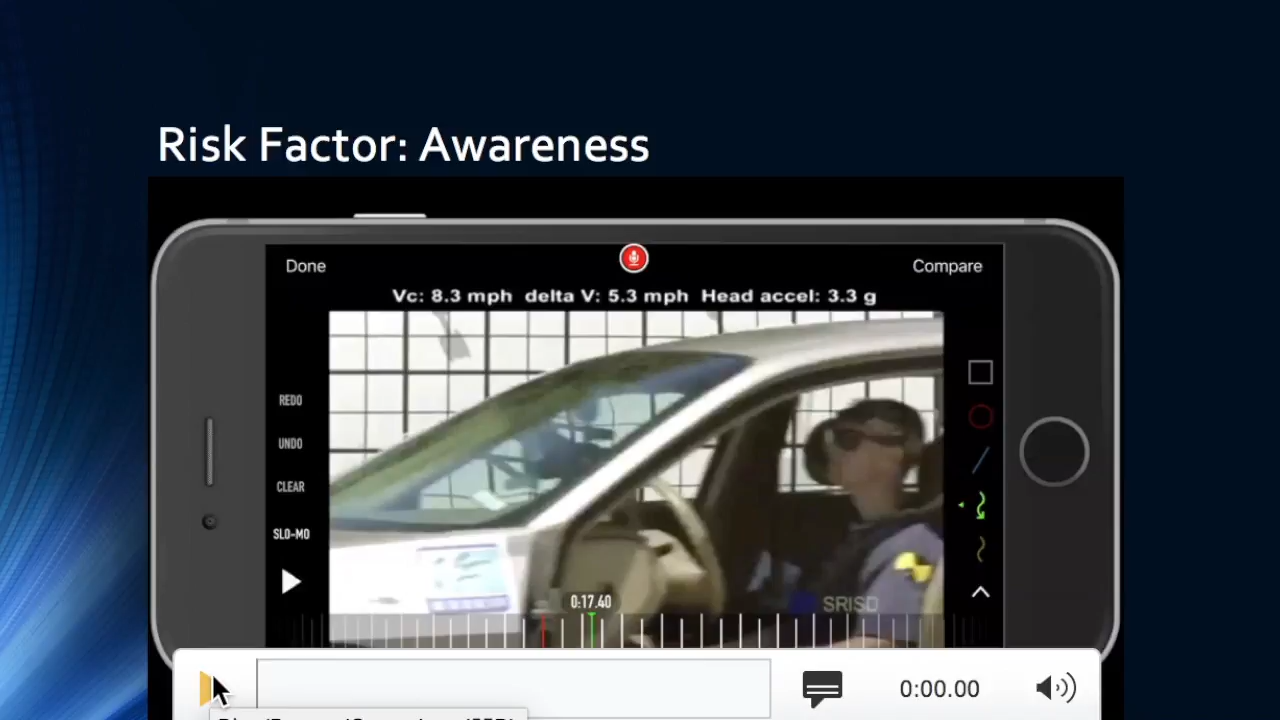 Risk Factor: Awareness
Done
Compare
Vc: 8.3 mph delta V: 5.3 mph Head accel: 3.3 g
REDO
UNDO
CLEAR
SLO-MO
0:17.40
SRISD
0:00.00